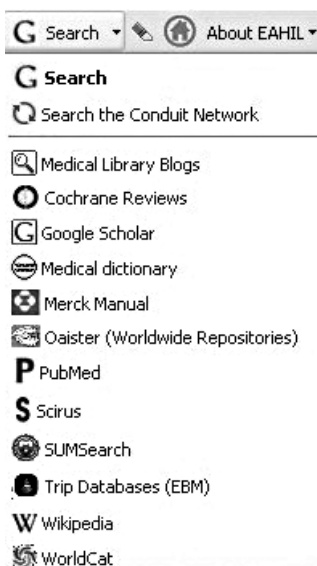 G Search About EAHIL
G Search
Search the Conduit Network
Medical Library Blogs
Cochrane Reviews
G Google Scholar
Medical dictionary
Merck Manual
Oaister (Worldwide Repositories)
P PubMed
S Scirus
SUMSearch
Trip Databases (EBM)
W Wikipedia
WorldCat